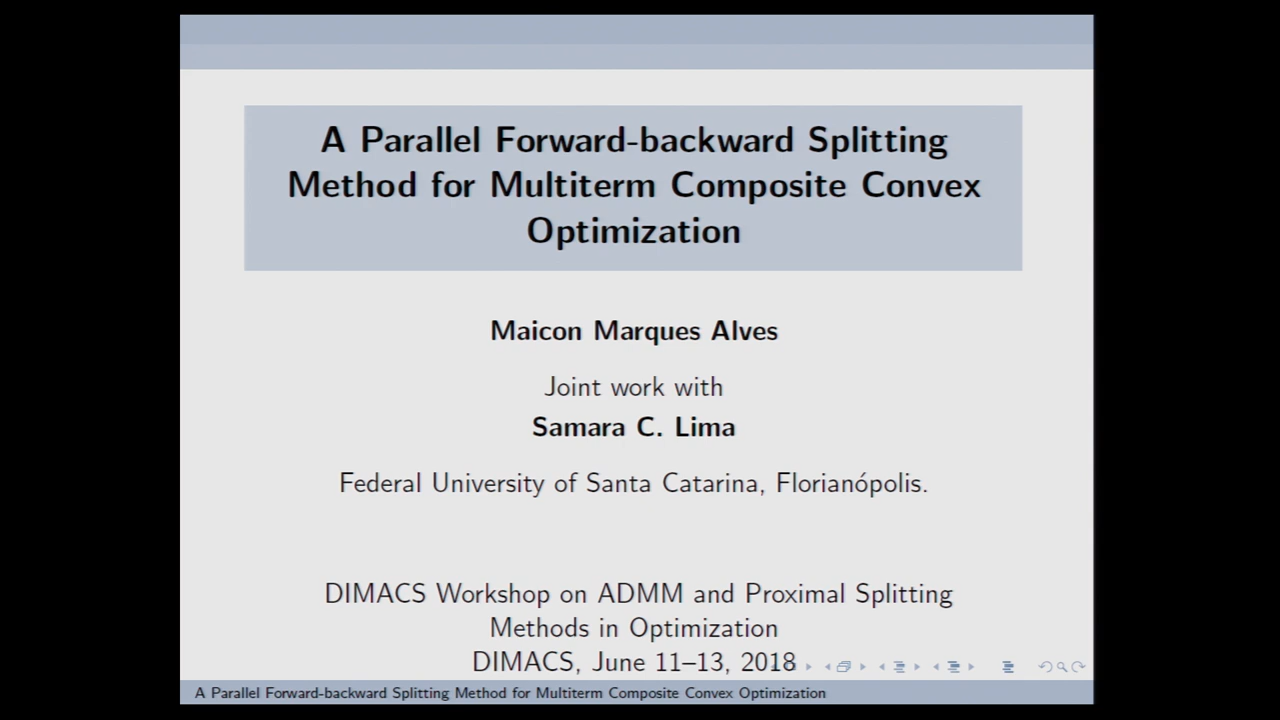 A Parallel Forward-backward Splitting
Method for Multiterm Composite Convex
Optimization
Maicon Marques Alves
Joint work with
Samara C. Lima
Federal University of Santa Catarina, Florianópolis.
DIMACS Workshop on ADMM and Proximal Splitting
Methods in Optimization
DIMACS, June 11–13, 2018
A Parallel Forward-backward Splitting Method for Multiterm Composite Convex Optimization